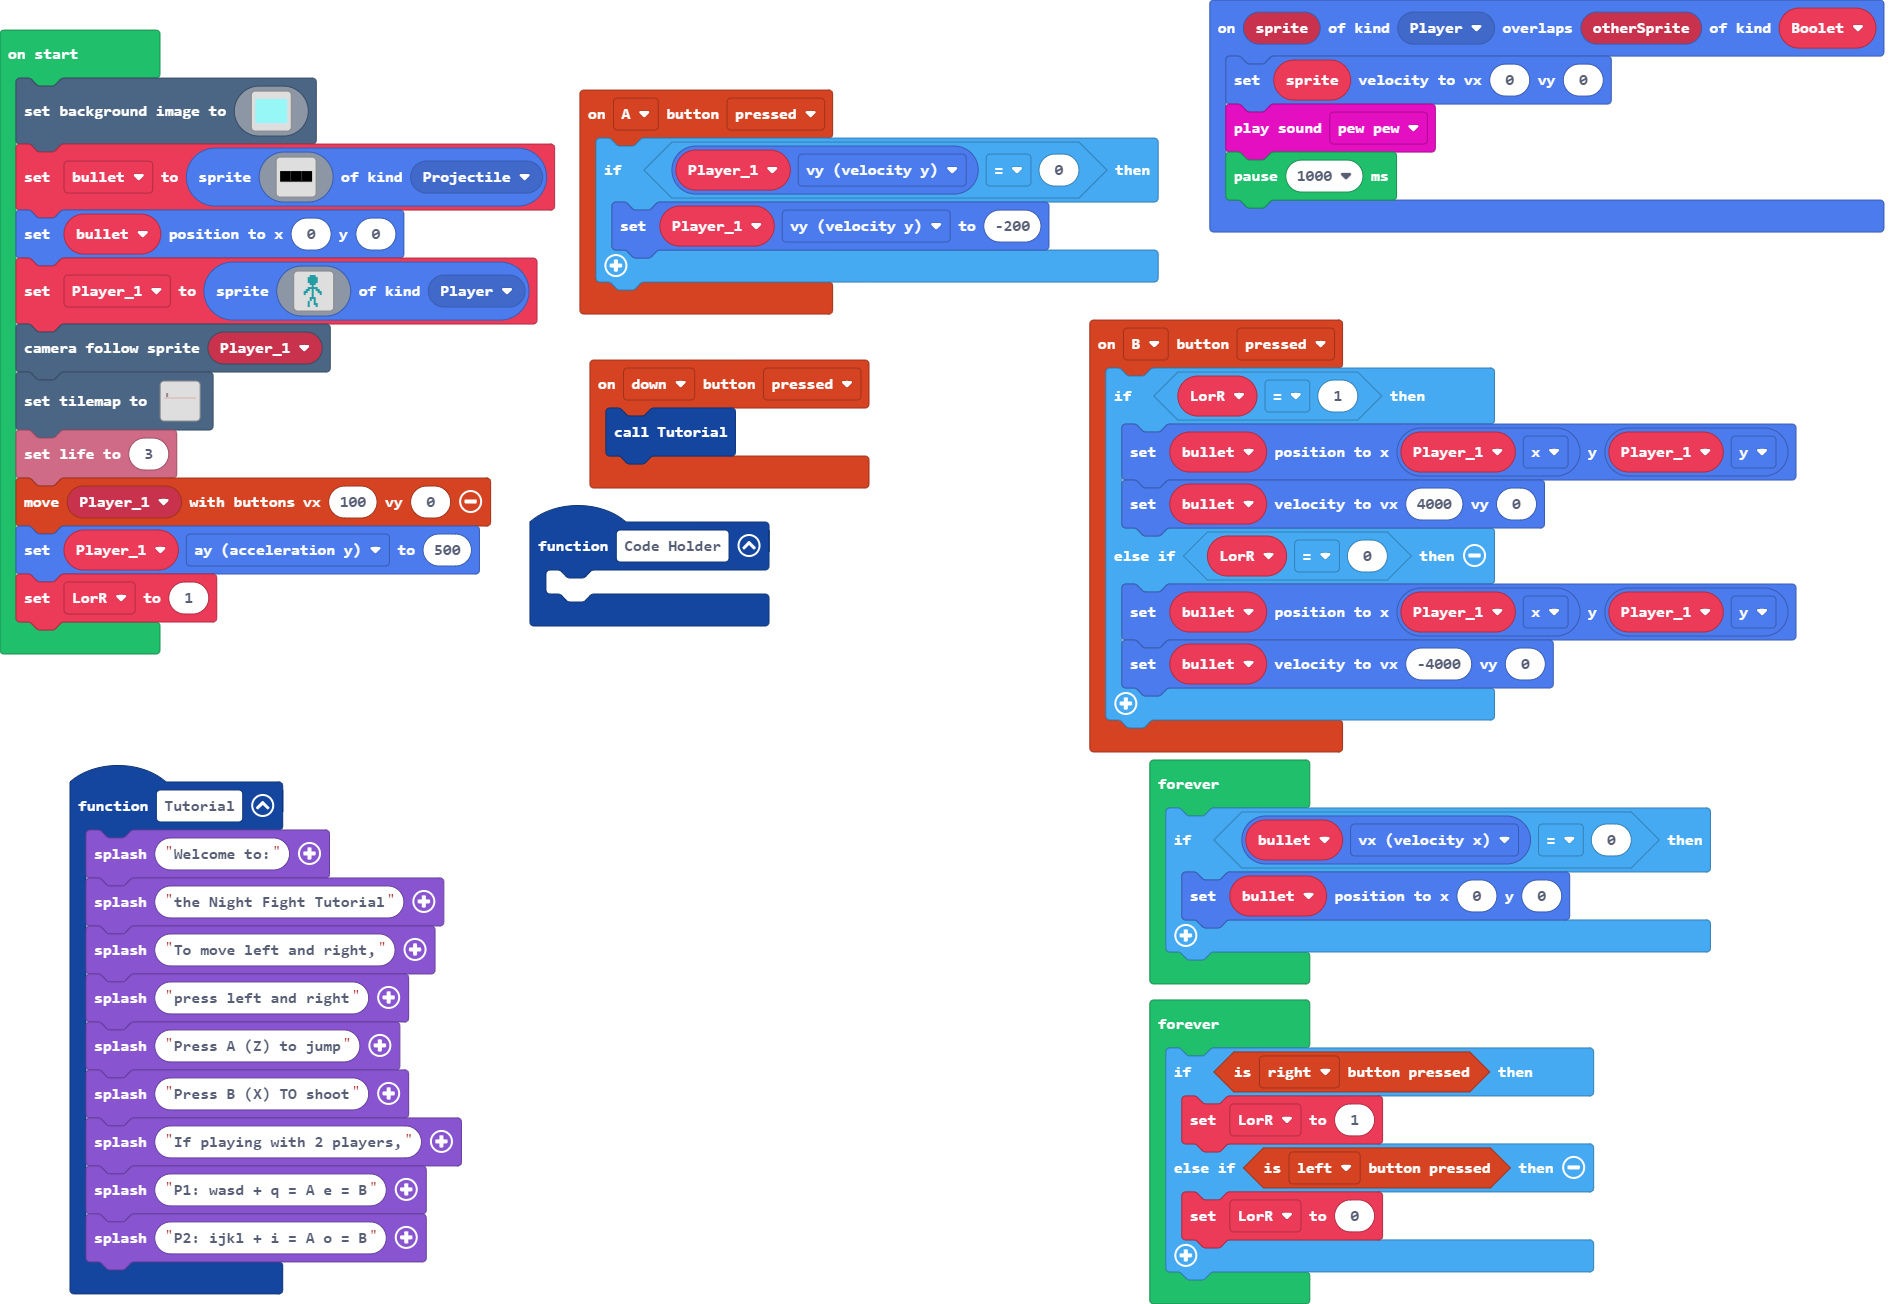 on start
set background image to
set bullet to sprite of kind Projectile
set bullet position to x 0 y 0
set Player_1 to sprite of kind Player
camera follow sprite Player_1
set tilemap to
set life to 3
move Player_1 with buttons vx 100 vy 0
set Player_1 ay (acceleration y) to 500
set LorR to 1
on A button pressed
if Player_1 vy (velocity y) = 0 then
set Player_1 vy (velocity y) to -200
on down button pressed
call Tutorial
function Code Holder
on sprite of kind Player overlaps otherSprite of kind Boolet
set sprite velocity to vx 0 vy 0
play sound pew pew
pause 1000 ms
on B button pressed
if LorR = 1 then
set bullet position to x Player_1 x y Player_1 y
set bullet velocity to vx 4000 vy 0
else if LorR = 0 then
set bullet position to x Player_1 x y Player_1 y
set bullet velocity to vx -4000 vy 0
function Tutorial
splash "Welcome to:"
splash "the Night Fight Tutorial"
splash "To move left and right,"
splash "press left and right"
splash "Press A (Z) to jump"
splash "Press B (X) TO shoot"
splash "If playing with 2 players,"
splash "P1: wasd + q = A e = B"
splash "P2: ijkl + i = A o = B"
forever
if bullet vx (velocity x) = 0 then
set bullet position to x 0 y 0
forever
if is right button pressed then
set LorR to 1
else if is left button pressed then
set LorR to 0